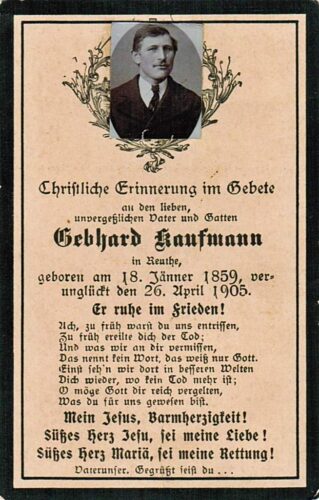 Christliche Erinnerung im Gebete
an den lieben,
unvergeßlichen Vater und Gatten
Gebhard Kaufmann
in Reuthe,
geboren am 18. Jänner 1859, ver-
unglückt den 26. April 1905.
Er ruhe im Frieden!
Ach, zu früh warst du uns entrissen,
Zu früh ereilte dich der Tod;
Und was wir an dir vermissen,
Das nennt kein Wort, das weiß nur Gott.
Einst seh'n wir dort in besseren Welten
Dich wieder, wo kein Tod mehr ist;
O möge Gott dir reich vergelten,
Was du für uns gewesen bist.
Mein Jesus, Barmherzigkeit!
Süßes Herz Jesu, sei meine Liebe!
Süßes Herz Mariä, sei meine Rettung!
Vaterunser. Gegrüßt seist du ...